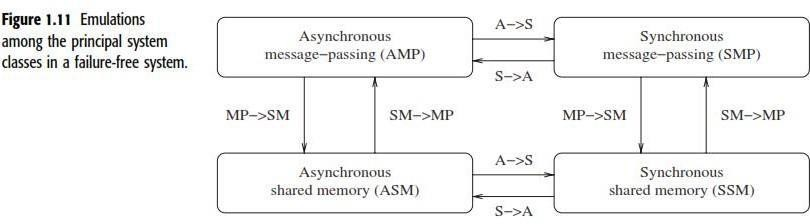 Figure 1.11 Emulations
among the principal system
classes in a failure-free system.
Asynchronous
message−passing (AMP)
A−>S
S−>A
Synchronous
message−passing (SMP)
MP−>SM
SM−>MP
MP−>SM
SM−>MP
Asynchronous
shared memory (ASM)
A−>S
S−>A
Synchronous
shared memory (SSM)